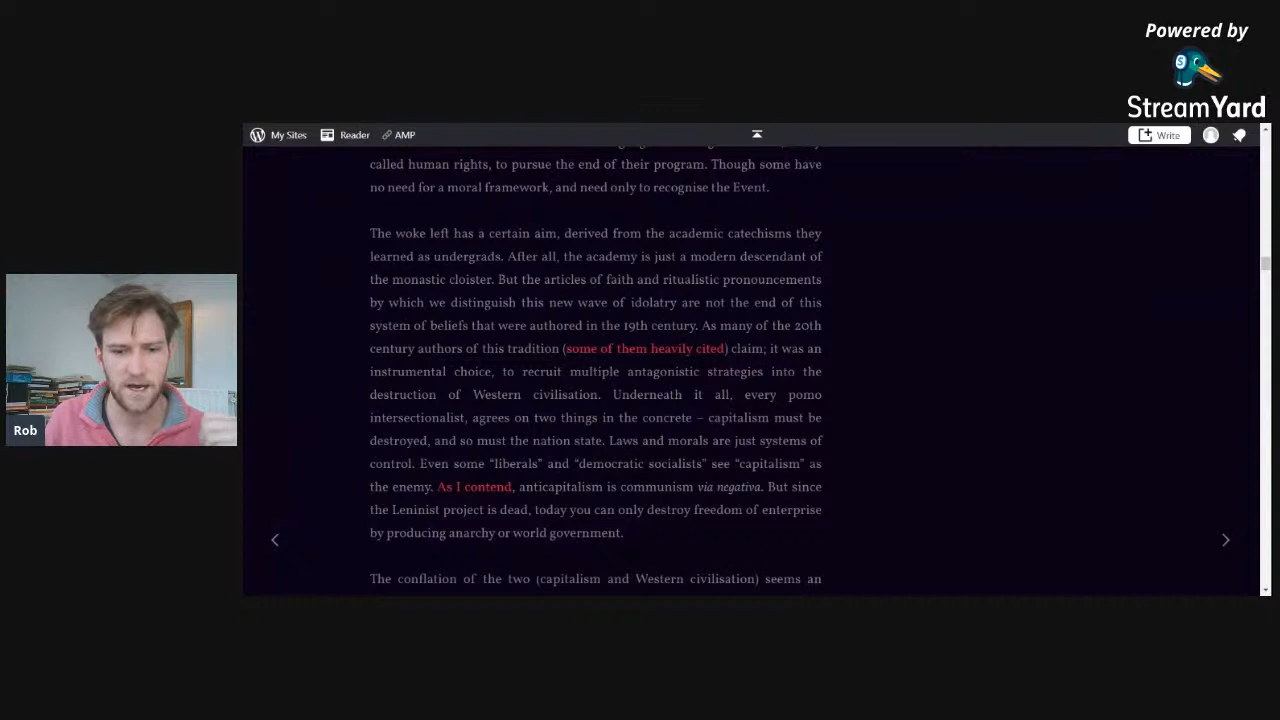 Powered by
StreamYard
My Sites
Reader
AMP
Write
called human rights, to pursue the end of their program. Though some have
no need for a moral framework, and need only to recognise the Event.
The woke left has a certain aim, derived from the academic catechisms they
learned as undergrads. After all, the academy is just a modern descendant of
the monastic cloister. But the articles of faith and ritualistic pronouncements
by which we distinguish this new wave of idolatry are not the end of this
system of beliefs that were authored in the 19th century. As many of the 20th
century authors of this tradition (some of them heavily cited) claim; it was an
instrumental choice, to recruit multiple antagonistic strategies into the
destruction of Western civilisation. Underneath it all, every pomo
intersectionalist, agrees on two things in the concrete – capitalism must be
destroyed, and so must the nation state. Laws and morals are just systems of
control. Even some “liberals” and “democratic socialists” see “capitalism” as
the enemy. As I contend, anticapitalism is communism via negativa. But since
the Leninist project is dead, today you can only destroy freedom of enterprise
by producing anarchy or world government.
The conflation of the two (capitalism and Western civilisation) seems an
Rob